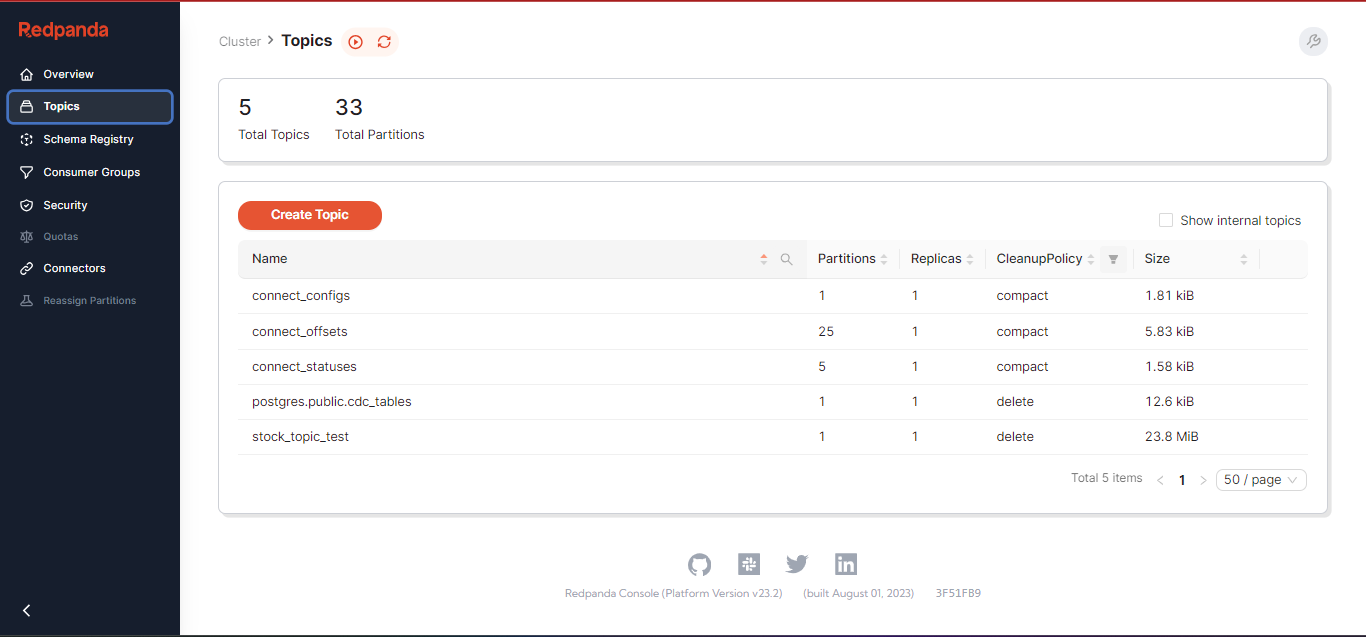 Redpanda
Overview
Topics
Schema Registry
Consumer Groups
Security
Quotas
Connectors
Reassign Partitions
Cluster > Topics
5 33
Total Topics Total Partitions
Create Topic
Show internal topics
Name Partitions Replicas CleanupPolicy Size
connect_configs 1 1 compact 1.81 kiB
connect_offsets 25 1 compact 5.83 kiB
connect_statuses 5 1 compact 1.58 kiB
postgres.public.cdc_tables 1 1 delete 12.6 kiB
stock_topic_test 1 1 delete 23.8 MiB
Total 5 items < 1 > 50 / page
in
Redpanda Console (Platform Version v23.2) (built August 01, 2023) 3F51FB9